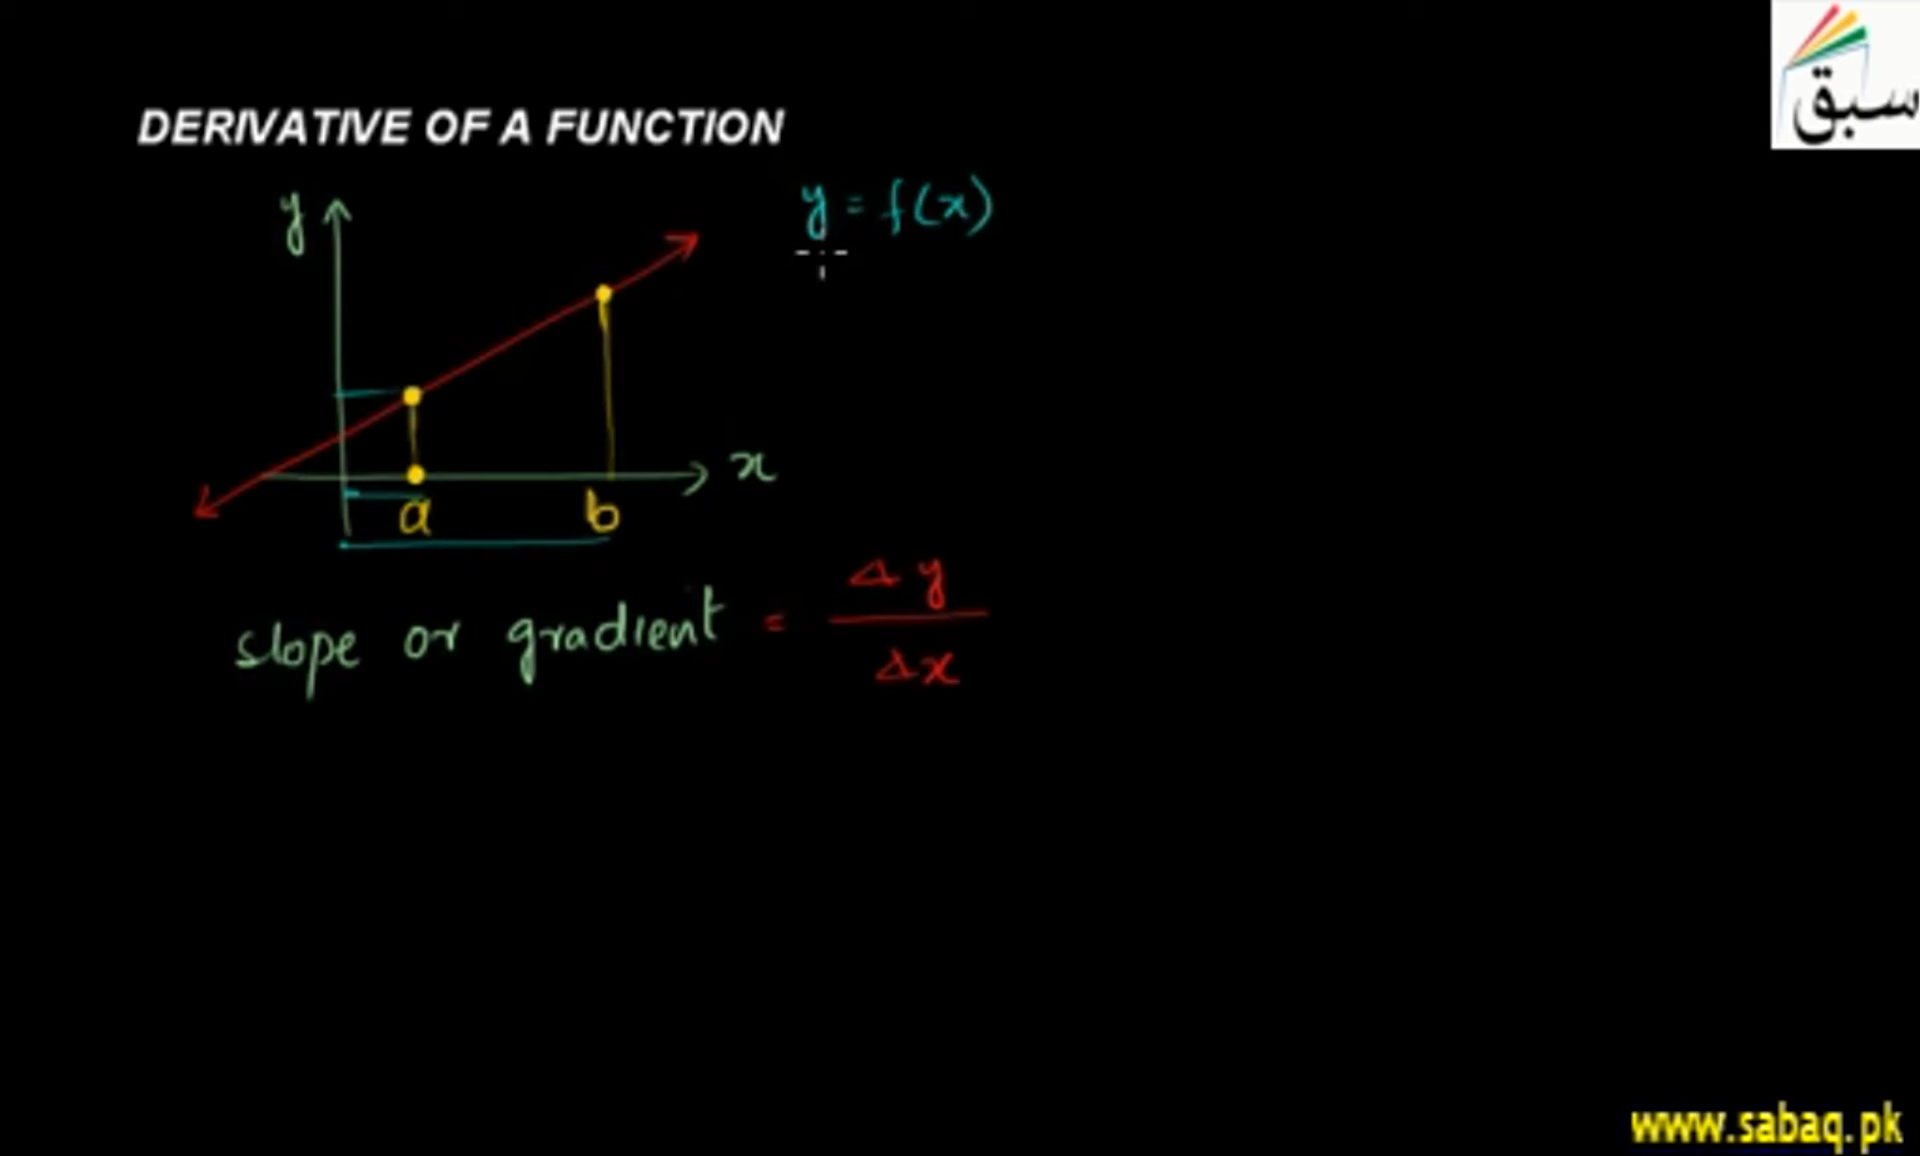 سبق
DERIVATIVE OF A FUNCTION
y
y = f(x)
x
a b
slope or gradient = Δy / Δx
www.sabaq.pk